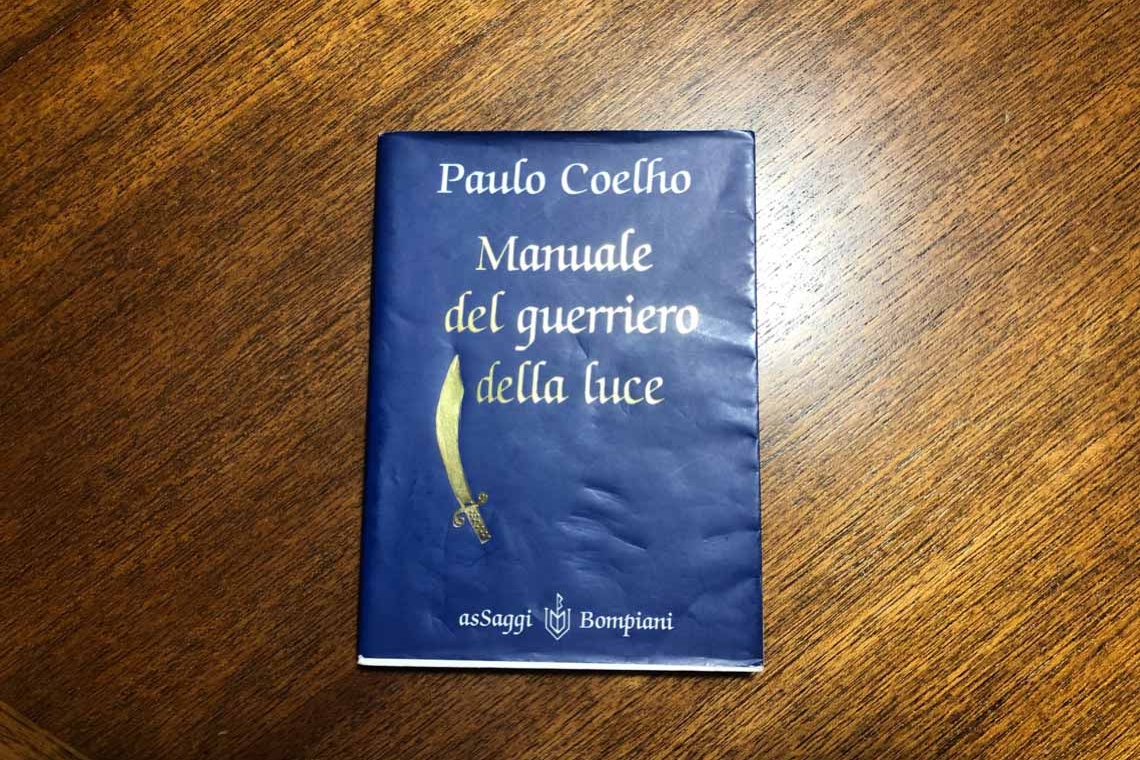 Paulo Coelho
Manuale
del guerriero
della luce
asSaggi Bompiani